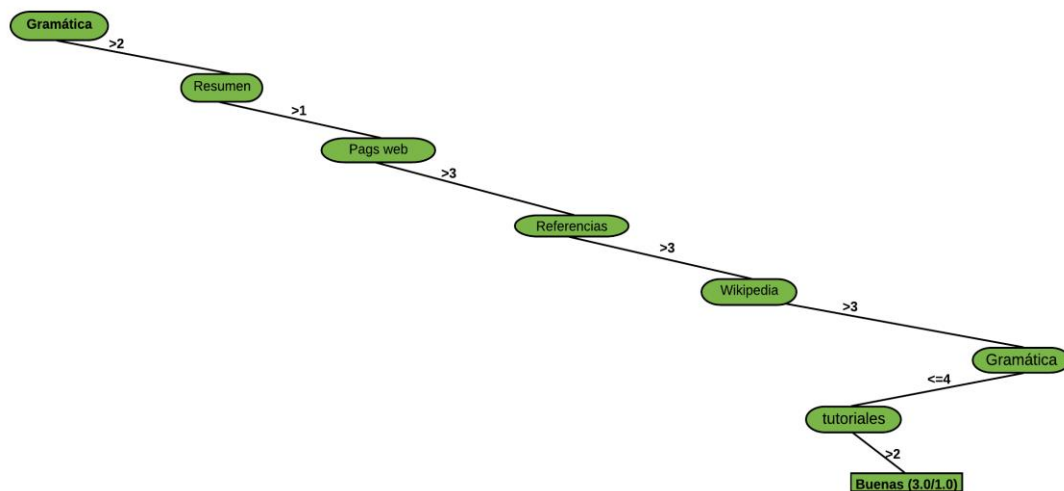 Gramática
>2
Resumen
>1
Pags web
>3
Referencias
>3
Wikipedia
>3
Gramática
<=4
tutoriales
>2
Buenas (3.0/1.0)